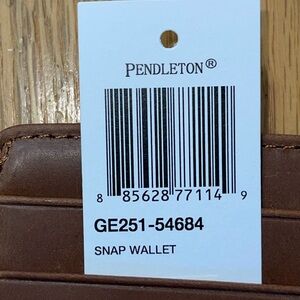 PENDLETON®
8 85628 77114 9
GE251-54684
SNAP WALLET